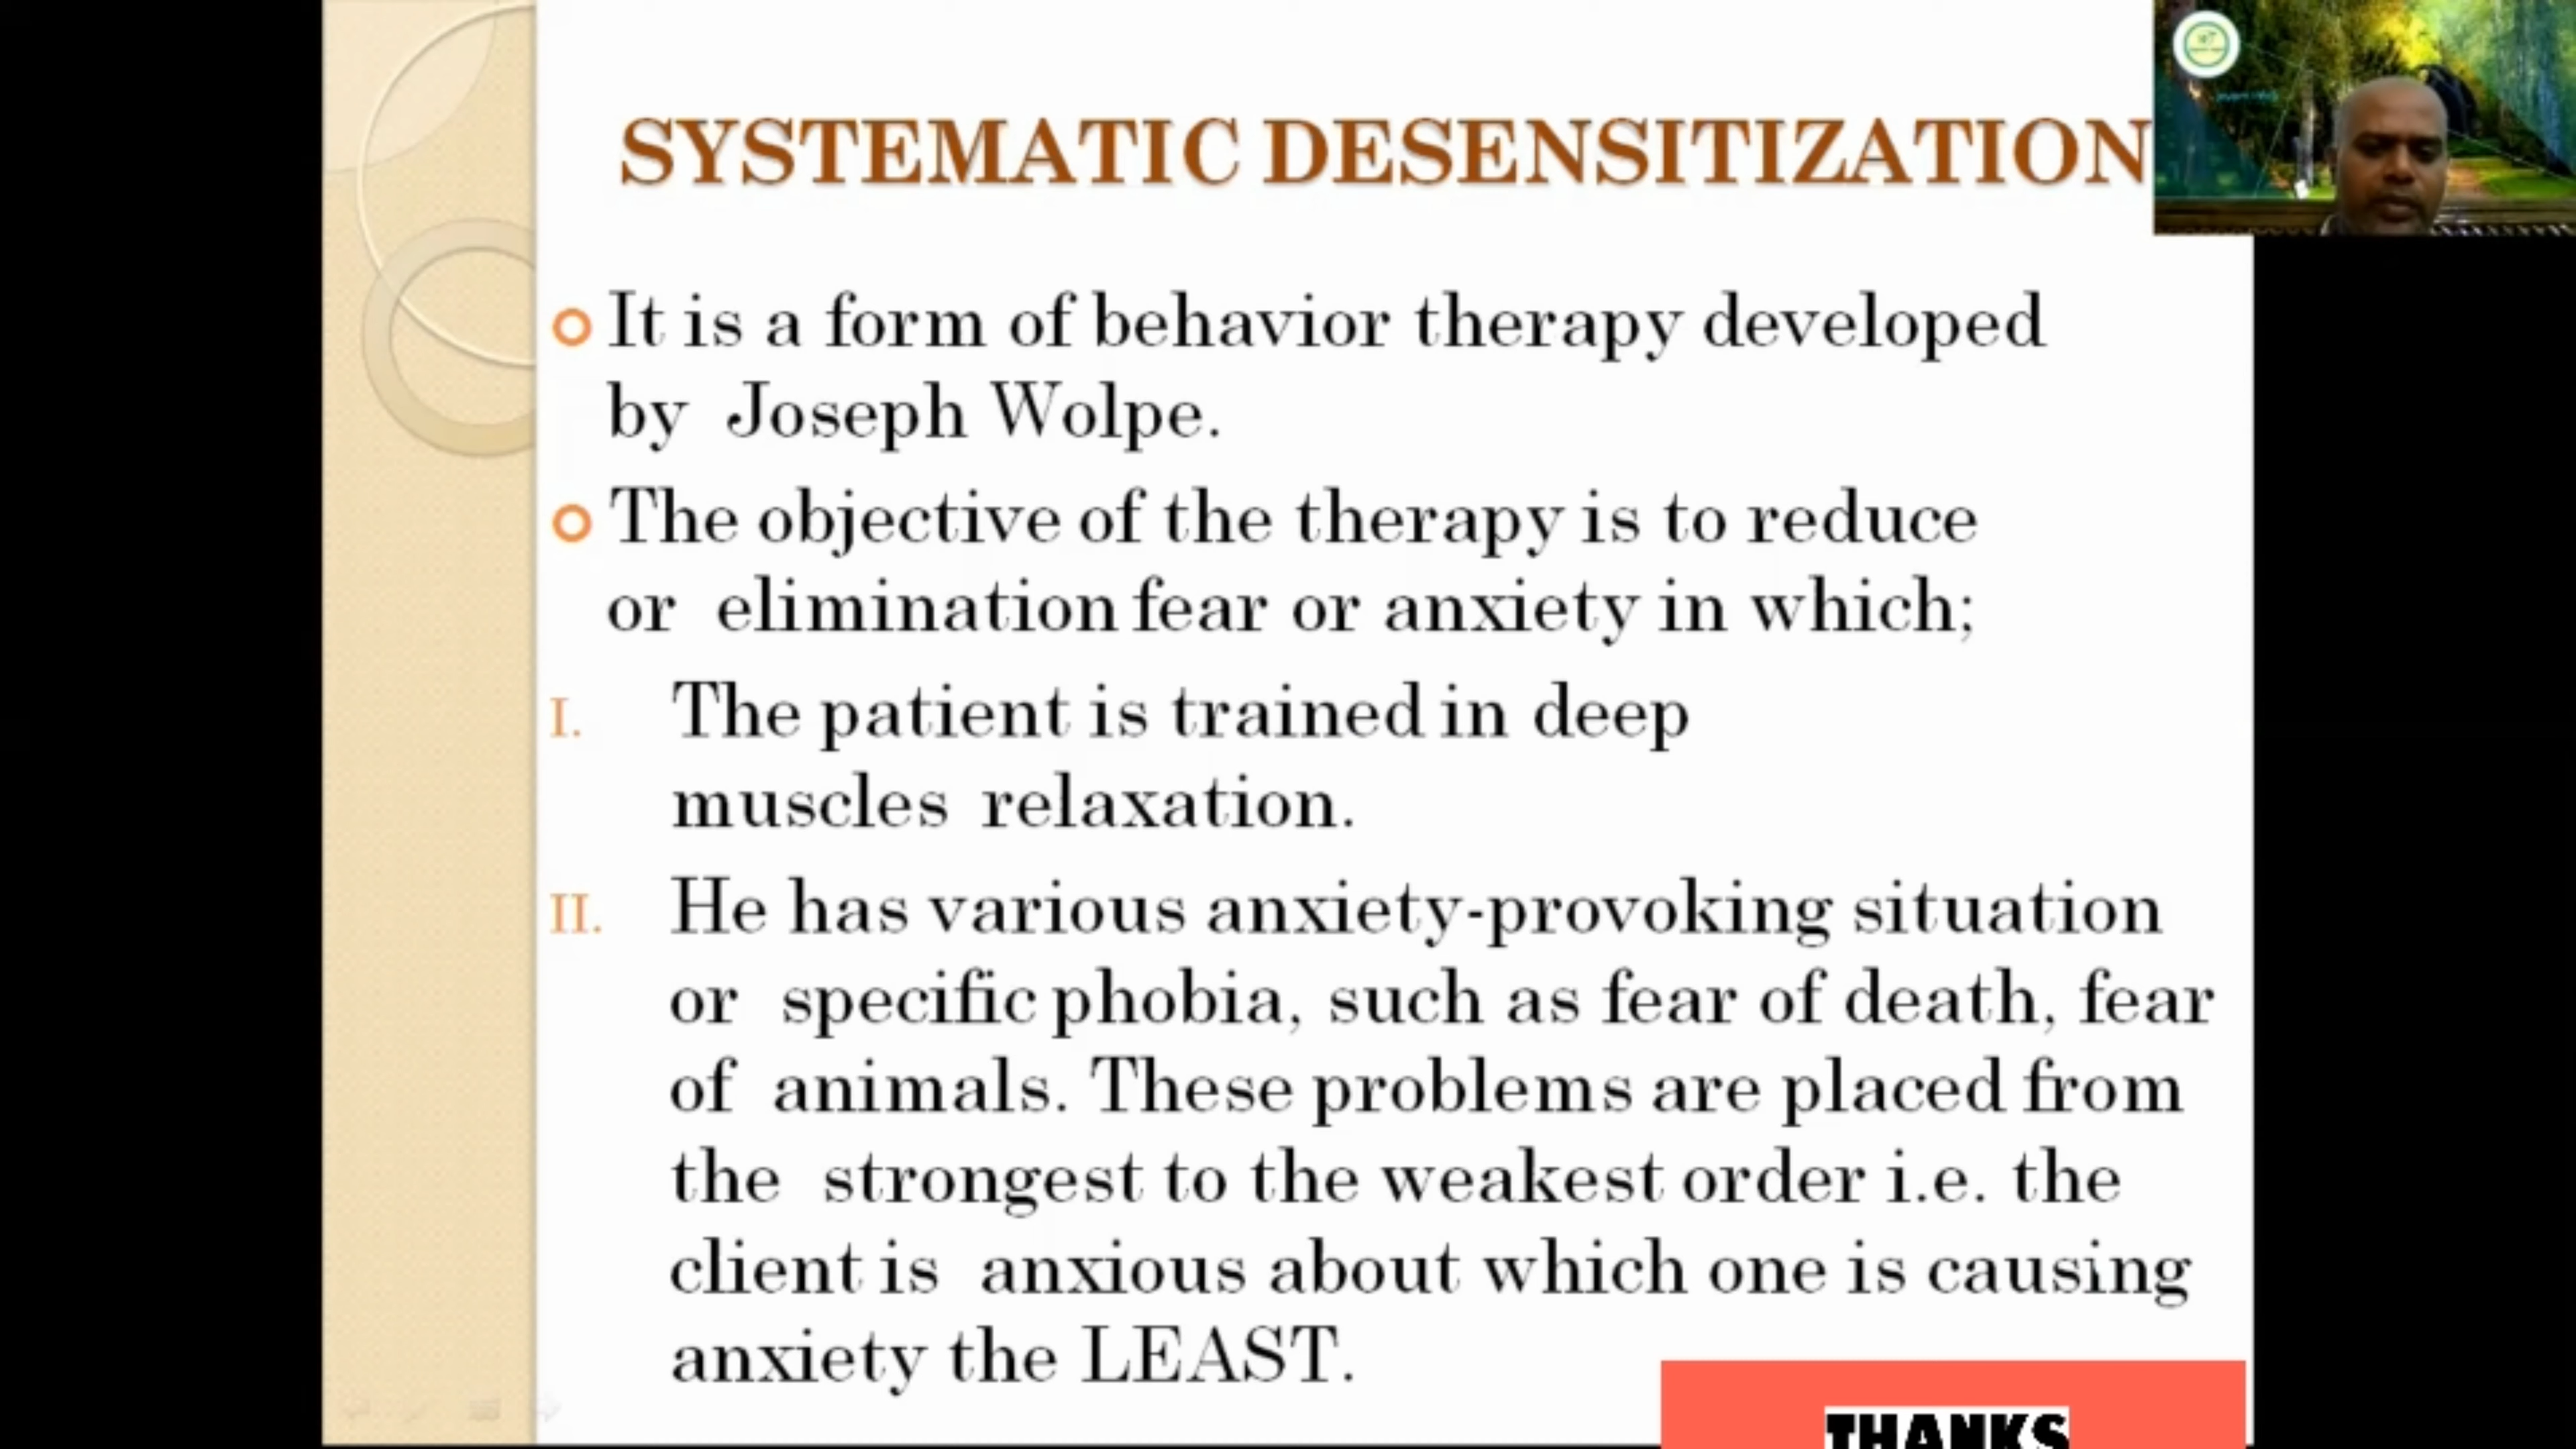 SYSTEMATIC DESENSITIZATION
It is a form of behavior therapy developed
by Joseph Wolpe.
The objective of the therapy is to reduce
or elimination fear or anxiety in which;
I. The patient is trained in deep
muscles relaxation.
II. He has various anxiety-provoking situation
or specific phobia, such as fear of death, fear
of animals. These problems are placed from
the strongest to the weakest order i.e. the
client is anxious about which one is causing
anxiety the LEAST.
THANKS